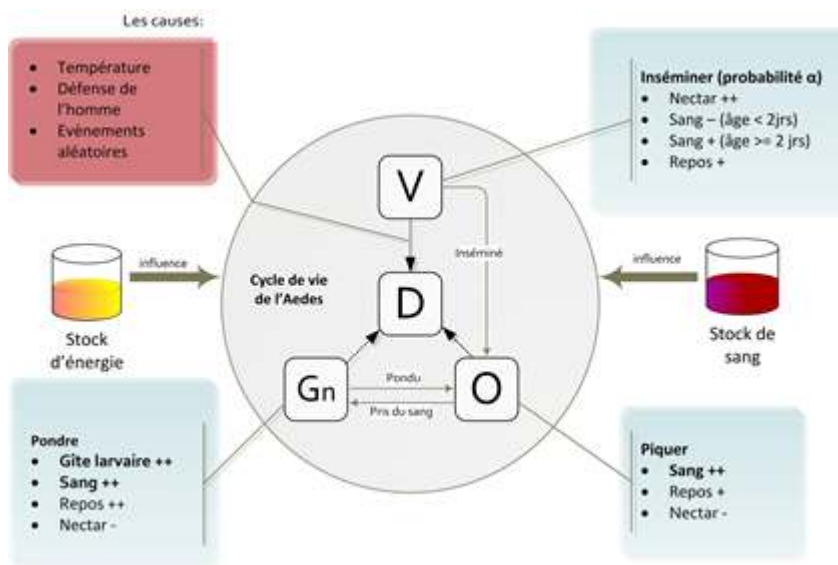 Les causes:
• Température
• Défense de
l'homme
• Evènements
aléatoires
Inséminer (probabilité α)
• Nectar ++
• Sang – (âge < 2jrs)
• Sang + (âge >= 2 jrs)
• Repos +
V
Inséminé
influence
Stock
d'énergie
Cycle de vie
de l'Aedes
D
influence
Stock de
sang
Gn
Pondu
Pris du sang
O
Pondre
• Gîte larvaire ++
• Sang ++
• Repos ++
• Nectar -
Piquer
• Sang ++
• Repos +
• Nectar -